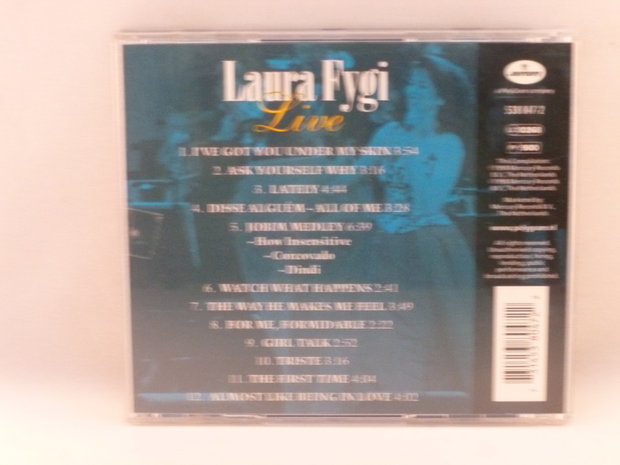 Laura Fygi
Live
1. I'VE GOT YOU UNDER MY SKIN 3:54
2. ASK YOURSELF WHY 3:16
3. LATELY 4:44
4. DISSE ALGUÉM - ALL OF ME 3:28
5. JOBIM MEDLEY 6:39
-How Insensitive
-Corcovado
-Dindi
6. WATCH WHAT HAPPENS 2:41
7. THE WAY HE MAKES ME FEEL 3:49
8. FOR ME, FORMIDABLE 2:22
9. GIRL TALK 2:52
10. TRISTE 3:16
11. THE FIRST TIME 4:04
12. ALMOST LIKE BEING IN LOVE 4:02